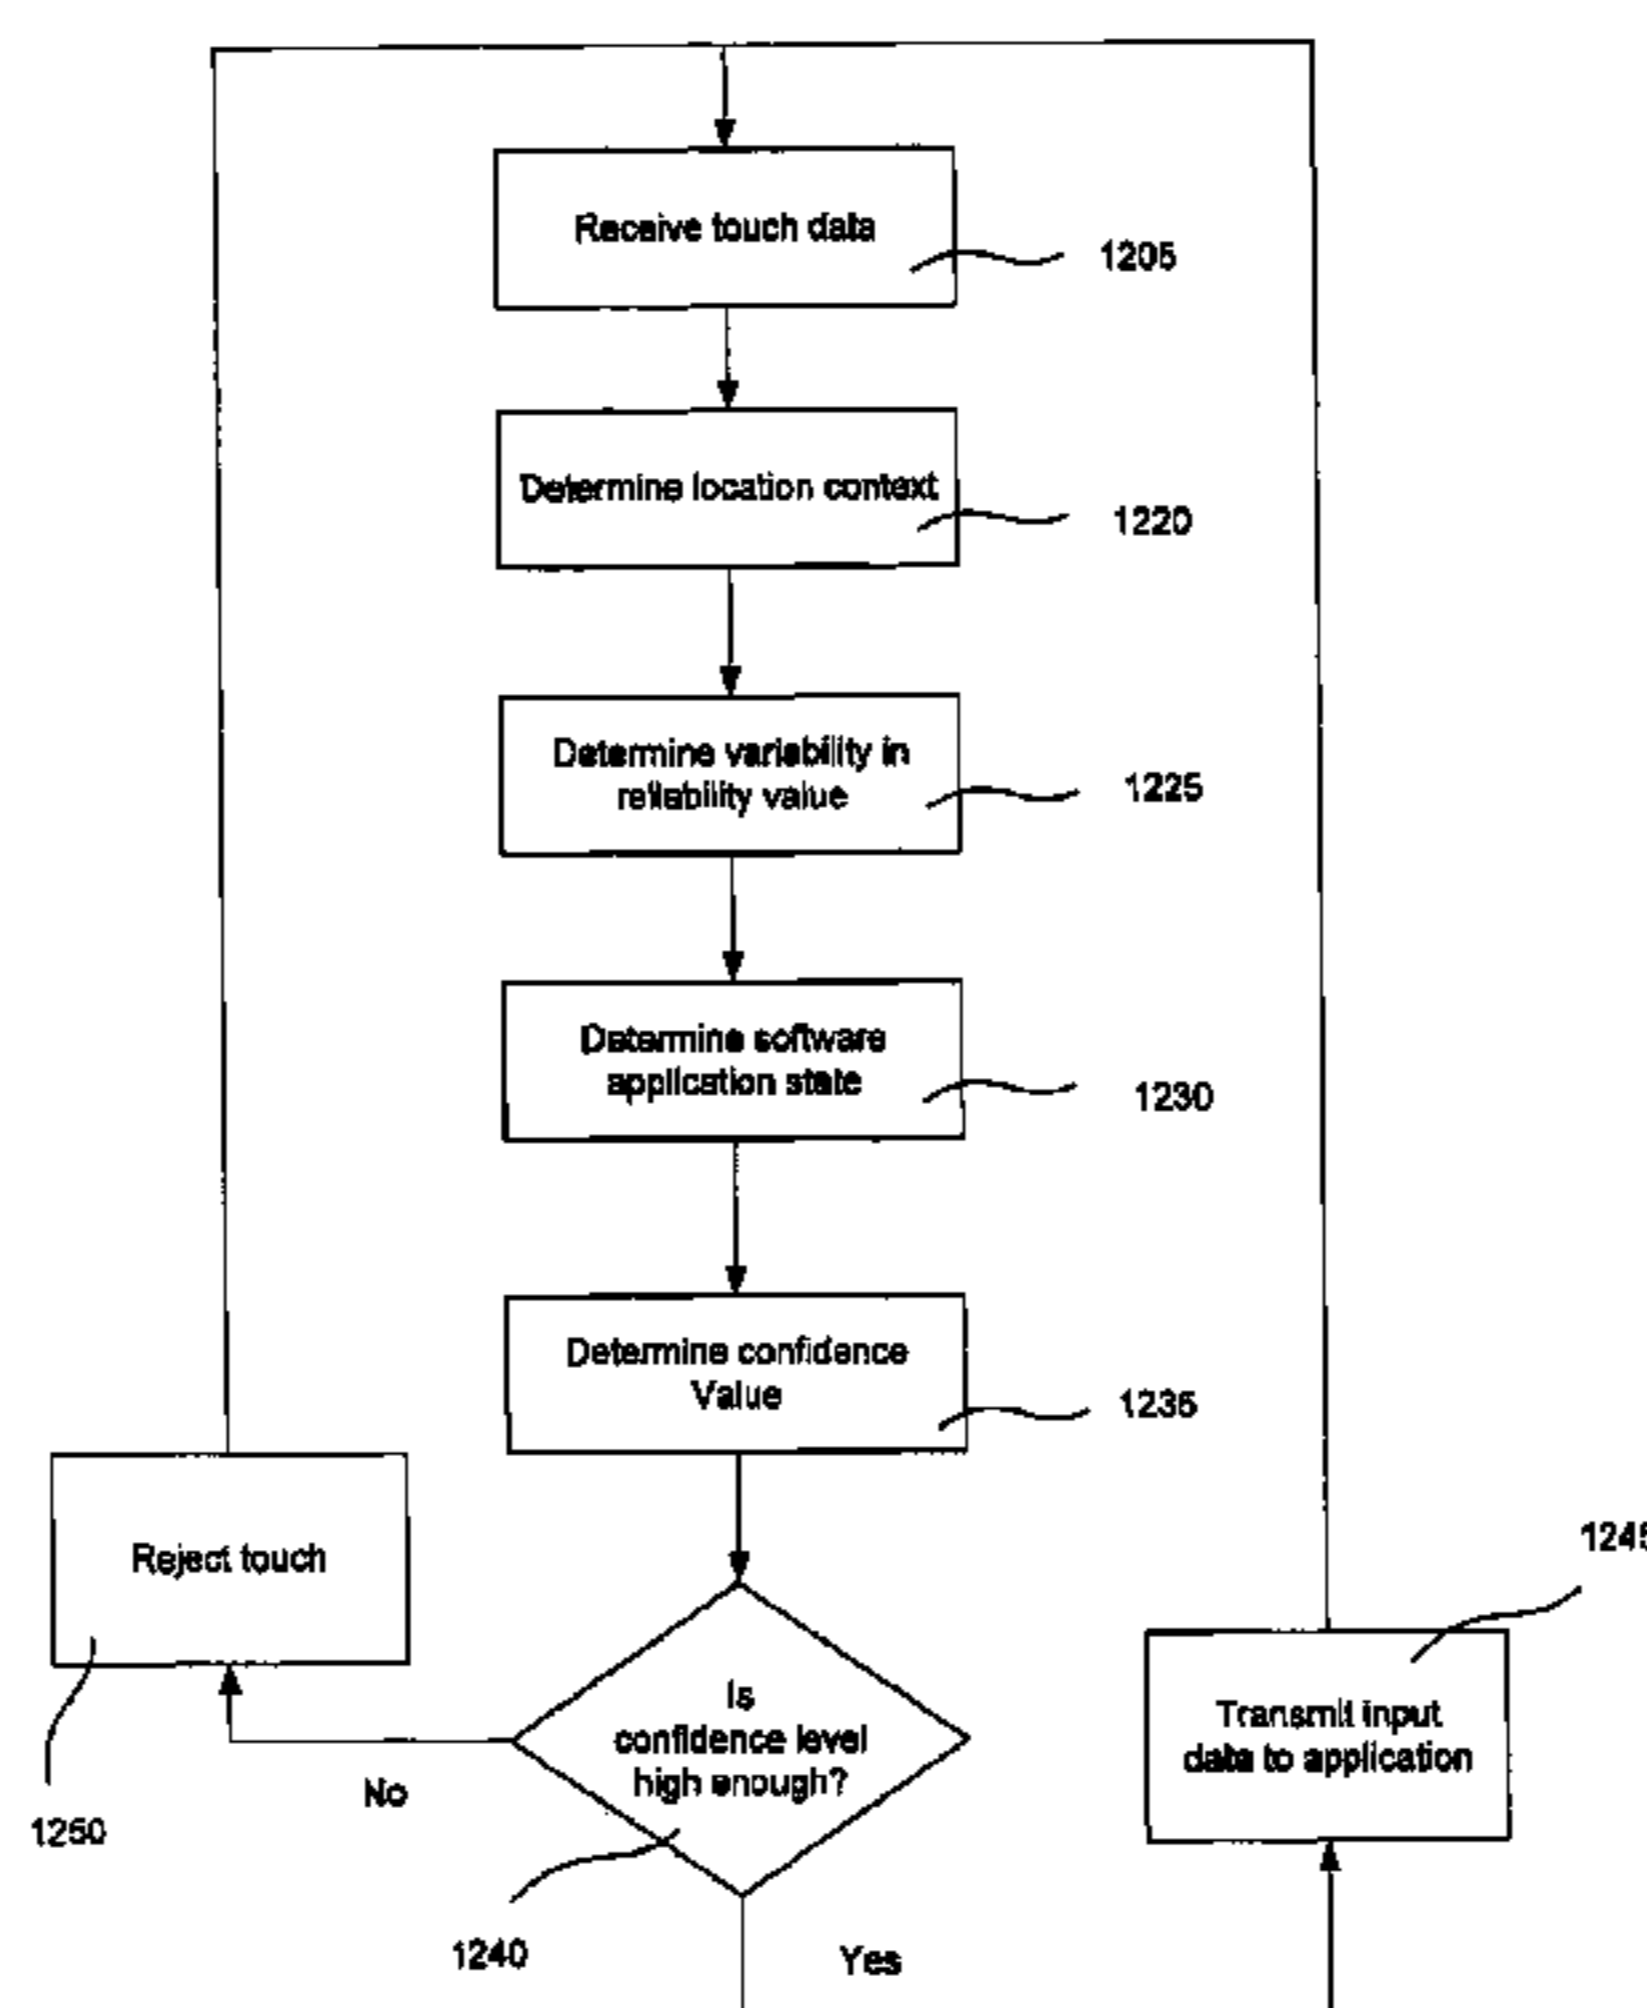 Receive touch data
1205
Determine location context
1220
Determine variability in
reliability value
1225
Determine software
application state
1230
Determine confidence
Value
1235
Reject touch
1250
Is
confidence level
high enough?
No
1240
Yes
1245
Transmit input
data to application